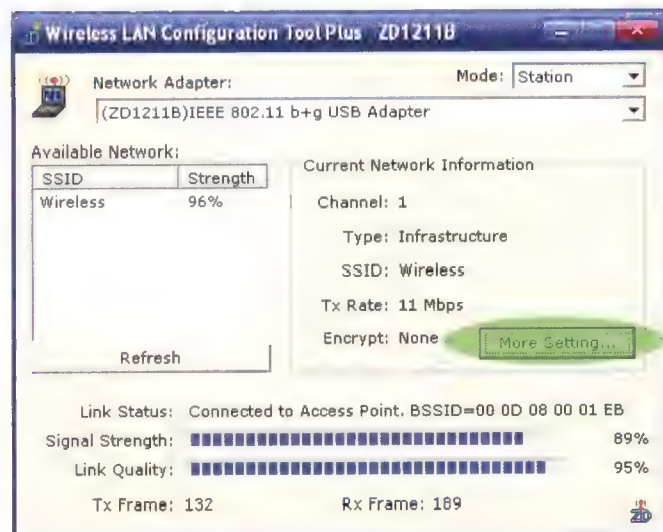 Wireless LAN Configuration Tool Plus ZD1211B
Network Adapter:
Mode: Station
(ZD1211B)IEEE 802.11 b+g USB Adapter
Available Network:
SSID Strength
Wireless 96%
Refresh
Current Network Information
Channel: 1
Type: Infrastructure
SSID: Wireless
Tx Rate: 11 Mbps
Encrypt: None
More Setting...
Link Status: Connected to Access Point. BSSID=00 0D 08 00 01 EB
Signal Strength: 89%
Link Quality: 95%
Tx Frame: 132 Rx Frame: 189
ZD